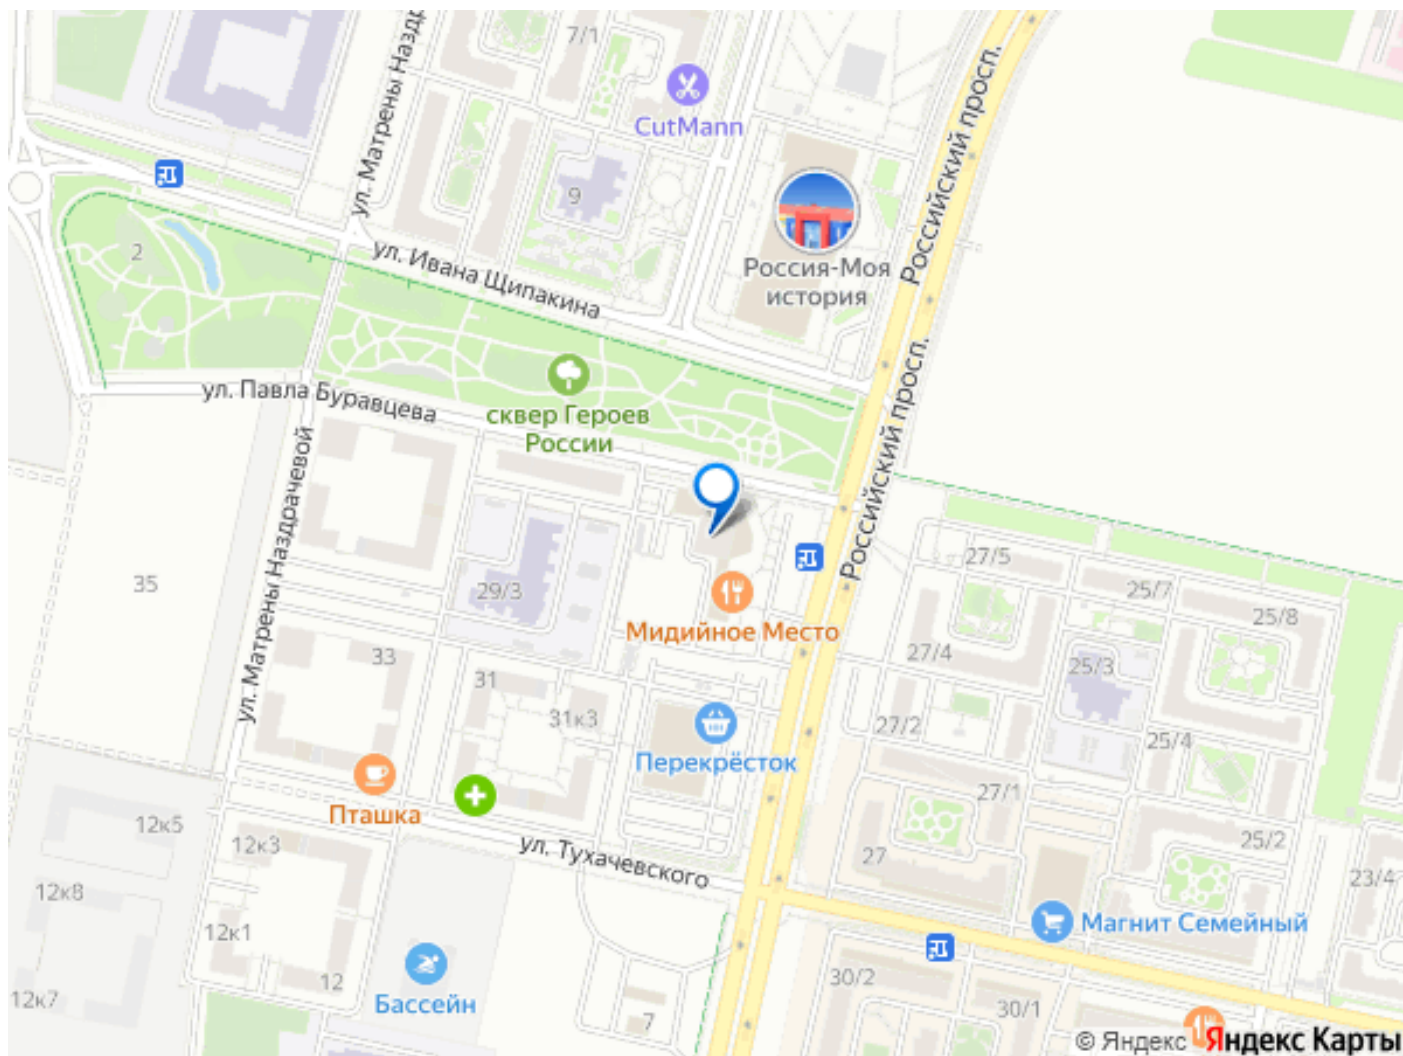 7/1
CutMann
ул. Матрены Назд
Российский просп.
9
2
ул. Ивана Щипакина
Россия-Моя
история
Российский просп.
ул. Павла Буравцева
сквер Героев
России
ул. Матрены Наздрачевой
35
29/3
Мидийное Место
27/5
25/7
25/8
27/4
25/3
33
31
31к3
27/2
25/4
Перекрёсток
27/1
Пташка
12к5
12к3
ул. Тухачевского
27
25/2
23/4
12к8
12к1
Магнит Семейный
12
Бассейн
30/2
30/1
12к7
7
© Яндекс Яндекс Карты